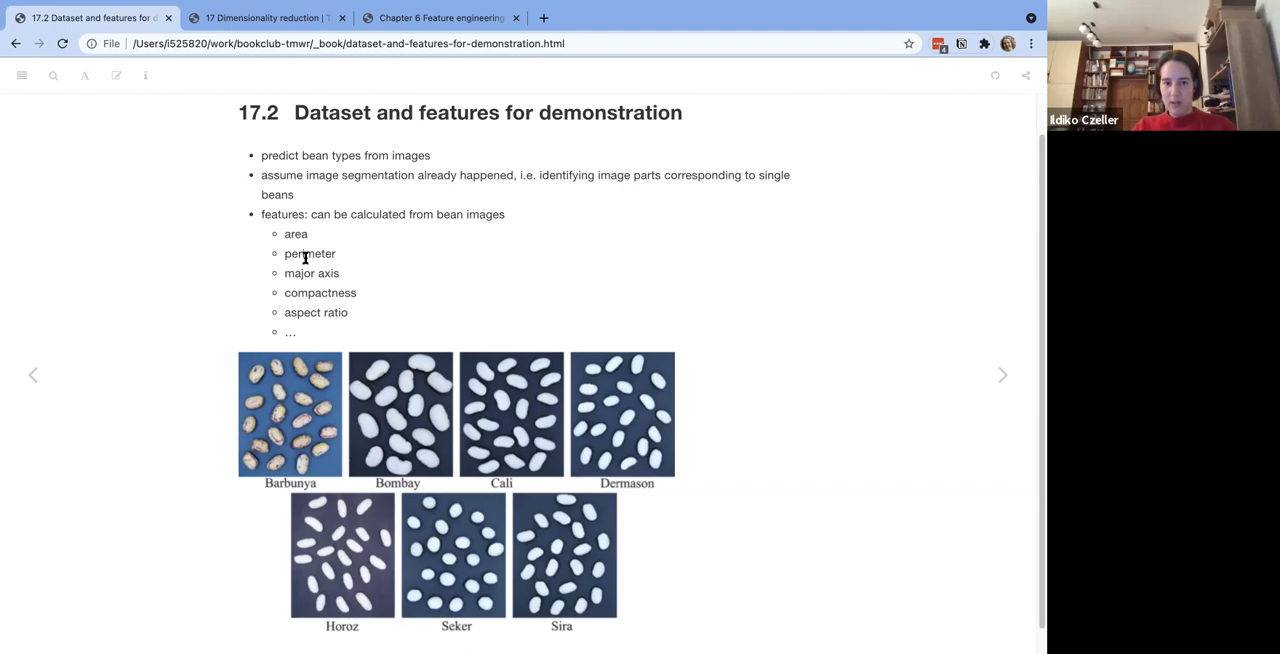 17.2 Dataset and features for d
17 Dimensionality reduction | T
Chapter 6 Feature engineering
File
/Users/i525820/work/bookclub-tmwr/_book/dataset-and-features-for-demonstration.html
4
A
i
17.2 Dataset and features for demonstration
predict bean types from images
assume image segmentation already happened, i.e. identifying image parts corresponding to single
beans
features: can be calculated from bean images
area
perimeter
major axis
compactness
aspect ratio
…
Barbunya
Bombay
Cali
Dermason
Horoz
Seker
Sira
Ildiko Czeller